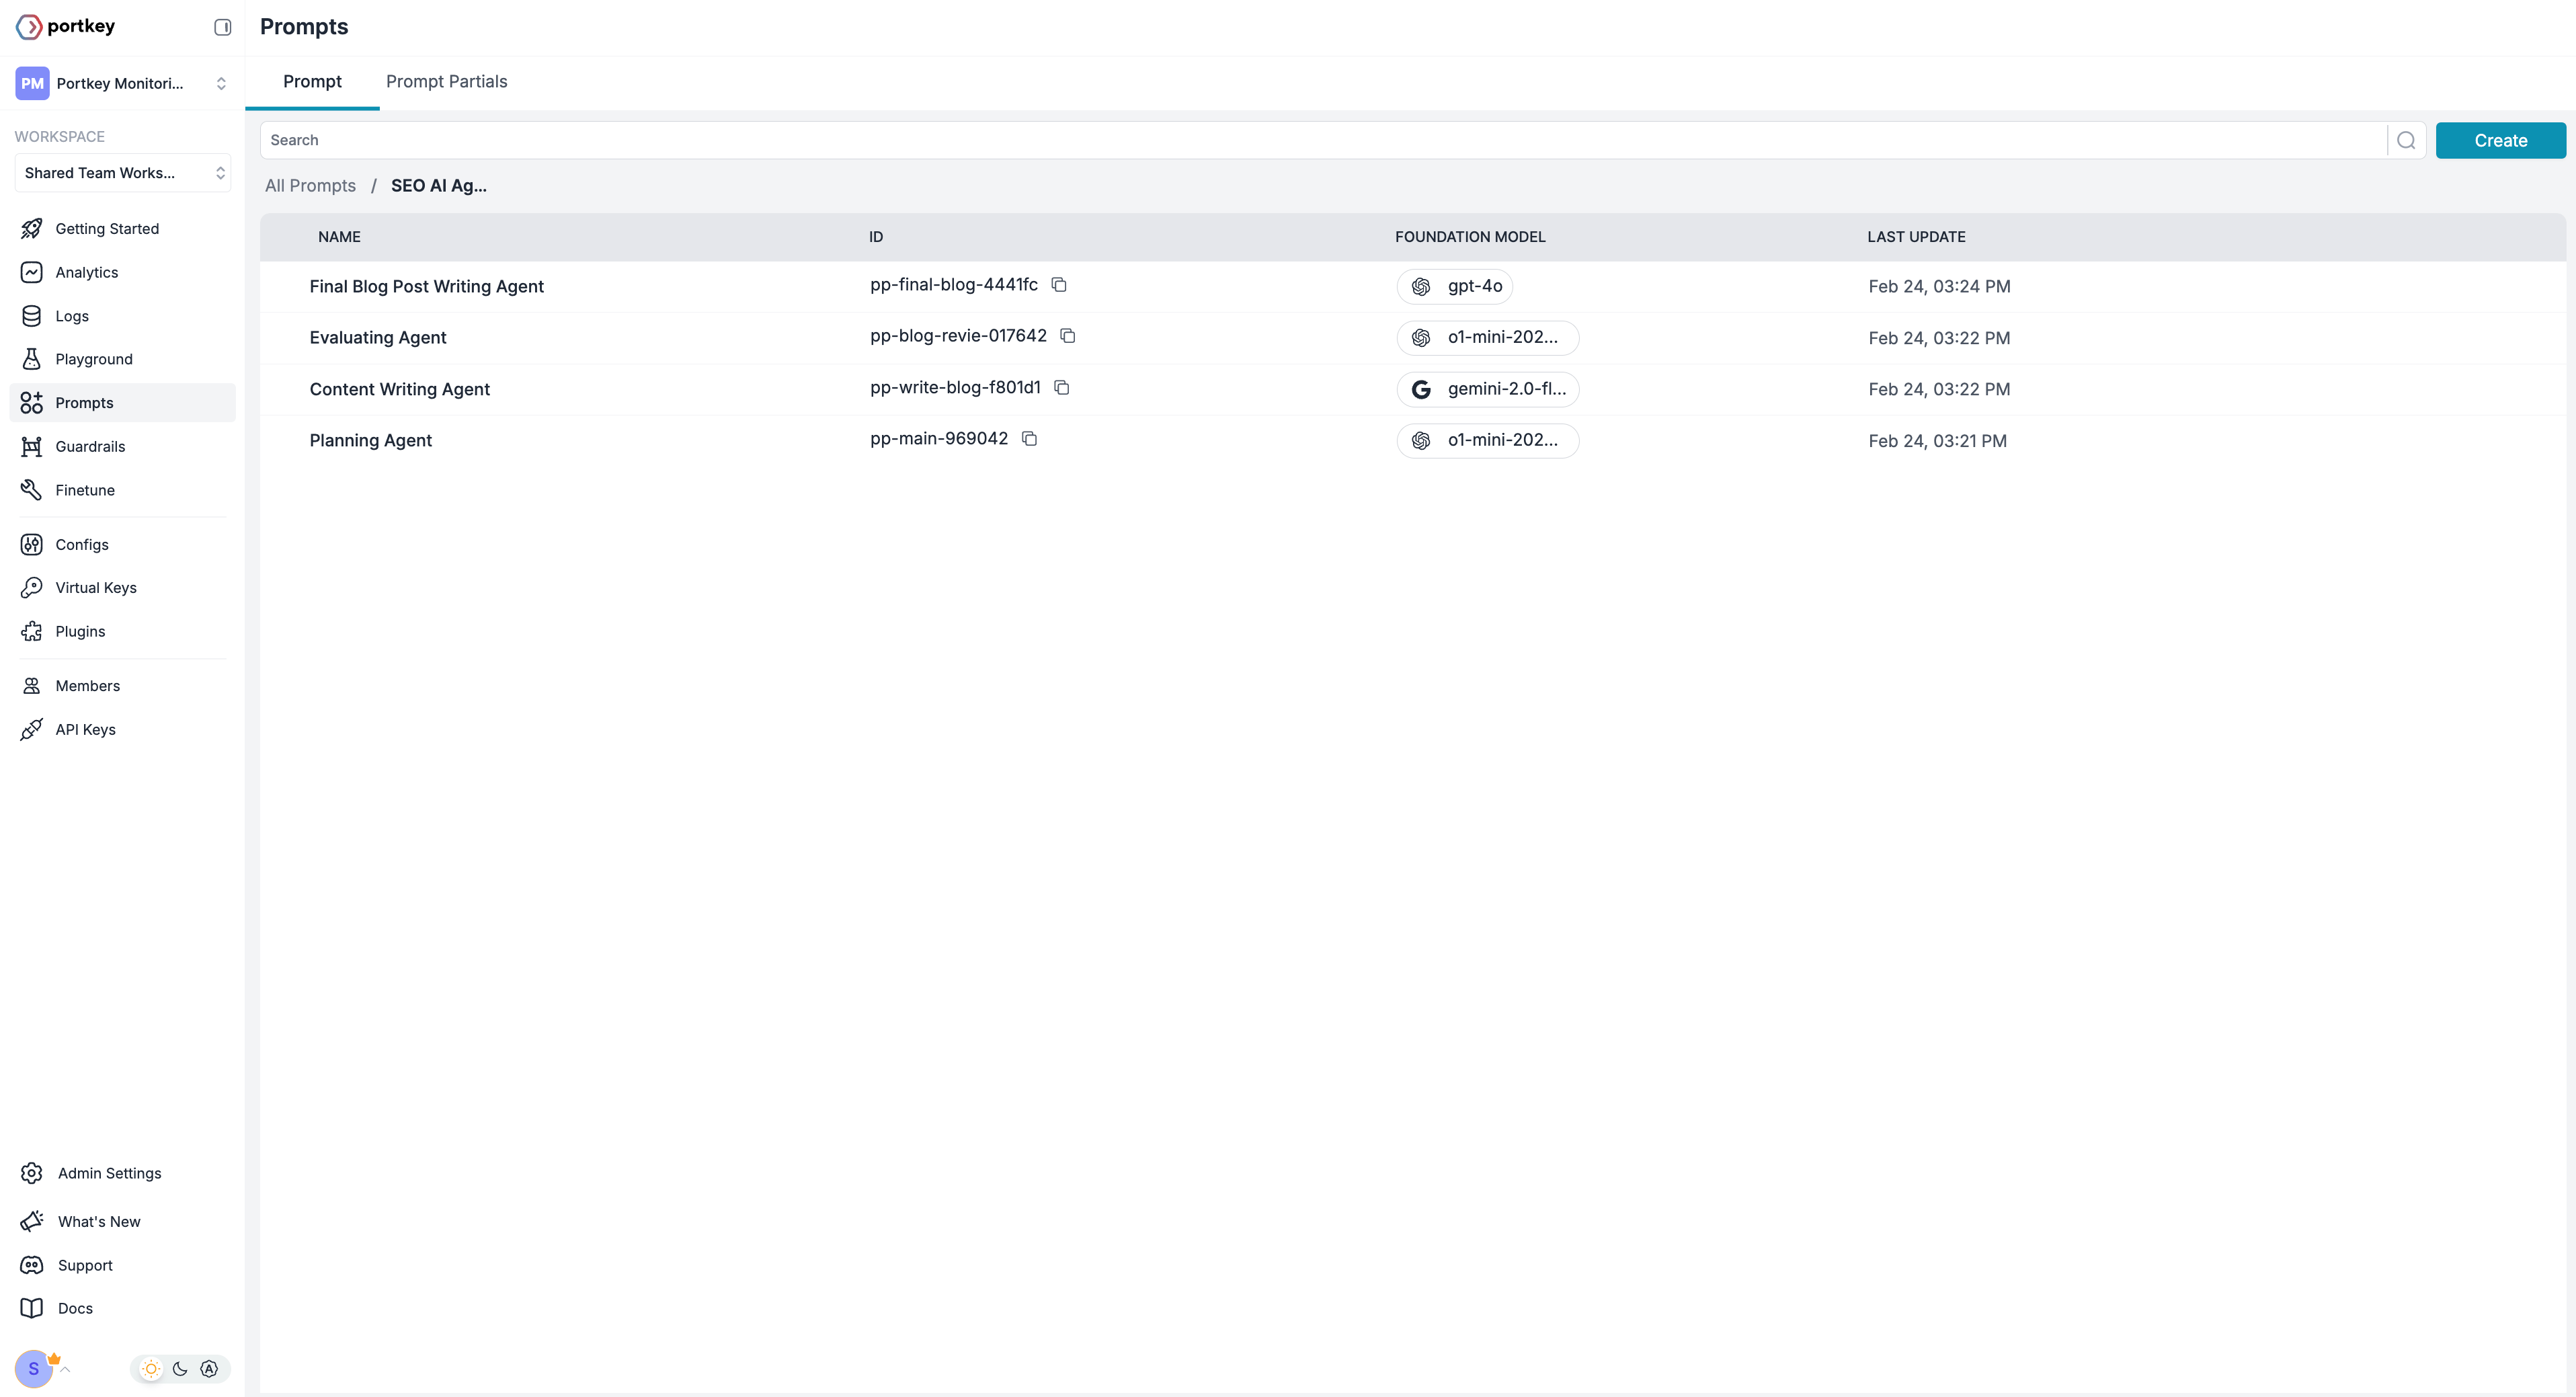 portkey
Prompts
PM Portkey Monitori...
Prompt Prompt Partials
WORKSPACE
Shared Team Works...
Search
Create
All Prompts / SEO AI Ag...
Getting Started
Analytics
Logs
Playground
Prompts
Guardrails
Finetune
Configs
Virtual Keys
Plugins
Members
API Keys
NAME ID FOUNDATION MODEL LAST UPDATE
Final Blog Post Writing Agent pp-final-blog-4441fc gpt-4o Feb 24, 03:24 PM
Evaluating Agent pp-blog-revie-017642 o1-mini-202... Feb 24, 03:22 PM
Content Writing Agent pp-write-blog-f801d1 gemini-2.0-fl... Feb 24, 03:22 PM
Planning Agent pp-main-969042 o1-mini-202... Feb 24, 03:21 PM
Admin Settings
What's New
Support
Docs
S